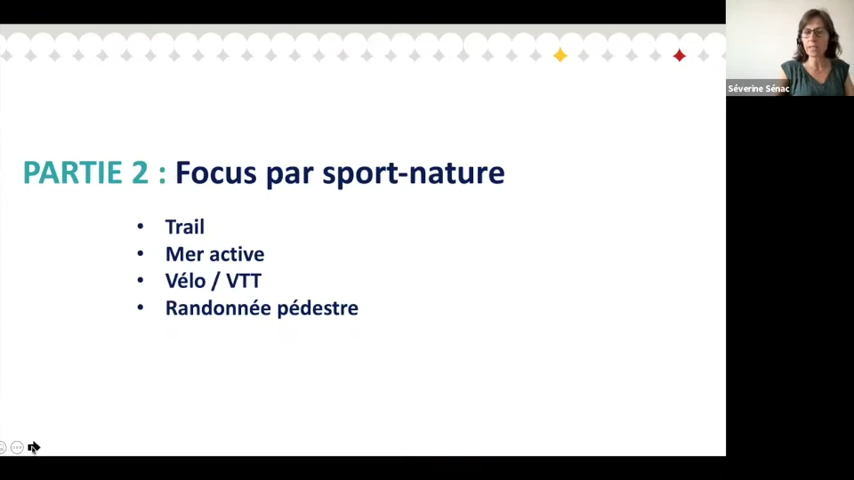 Séverine Sénac
PARTIE 2 : Focus par sport-nature
• Trail
• Mer active
• Vélo / VTT
• Randonnée pédestre